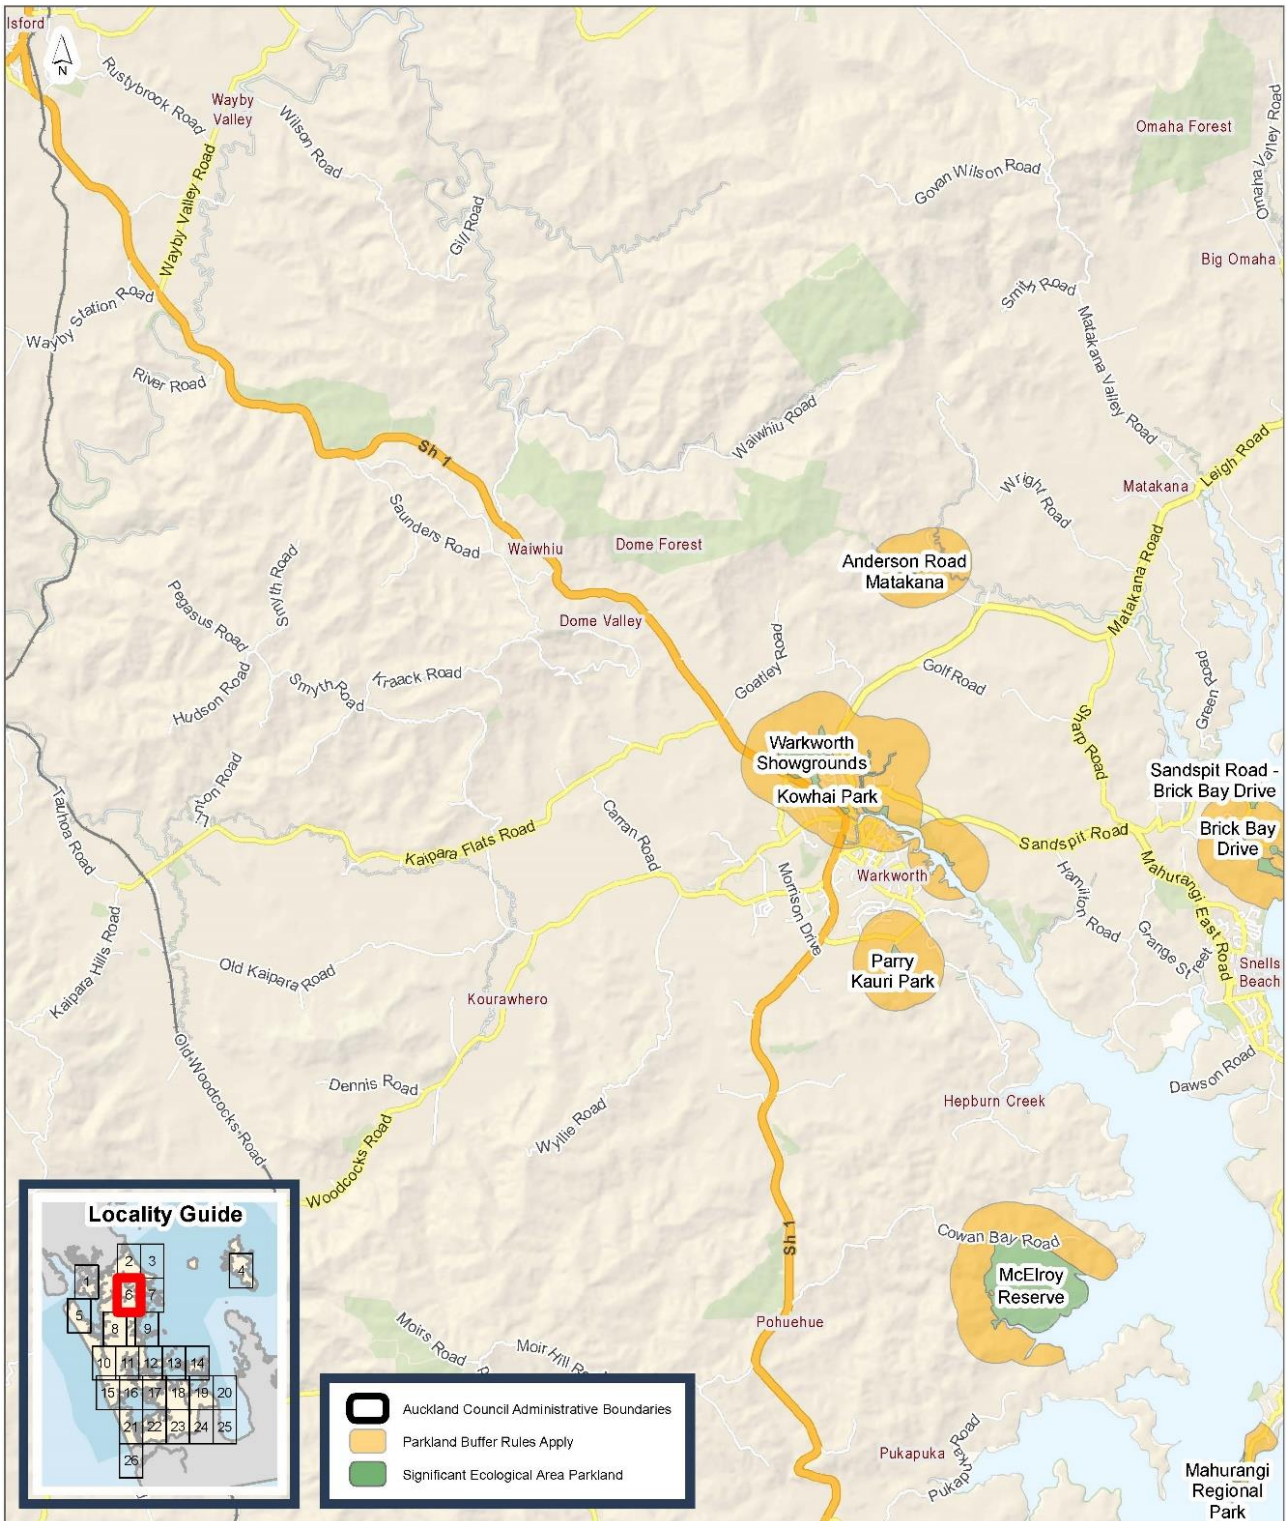 lsford
N
Rustybrook Road
Wayby
Valley
Wilson Road
Wayby Valley Road
Gill Road
Govan Wilson Road
Omaha Forest
Omaha Valley Road
Big Omaha
Smith Road
Matakana Valley Road
Wayby Station Road
River Road
Sh 1
Waiwhiu Road
Leigh Road
Matakana
Wright Road
Saunders Road
Waiwhiu
Dome Forest
Anderson Road
Matakana
Matakana Road
Smyth Road
Pegasus Road
Dome Valley
Goatley Road
Golf Road
Green Road
Hudson Road
Smyth Road
Kraack Road
Sharp Road
Warkworth
Showgrounds
Kowhai Park
Sandspit Road -
Brick Bay Drive
Brick Bay
Drive
Tauhoa Road
Kaipara Flats Road
Carran Road
Sandspit Road
Warkworth
Morrison Drive
Hamilton Road
Mahurangi East Road
Grange Street
Kaipara Hills Road
Old Kaipara Road
Parry
Kauri Park
Snells
Beach
Kourawhero
Old Woodcocks Road
Dennis Road
Dawson Road
Hepburn Creek
Wyllie Road
Woodcocks Road
Cowan Bay Road
Sh 1
McElroy
Reserve
Pohuehue
Moirs Road
Moir Hill
Pukapuka
Pukapuka Road
Mahurangi
Regional
Park
Locality Guide
1
2
3
4
5
6
7
8
9
10
11
12
13
14
15
16
17
18
19
20
21
22
23
24
25
26
Auckland Council Administrative Boundaries
Parkland Buffer Rules Apply
Significant Ecological Area Parkland